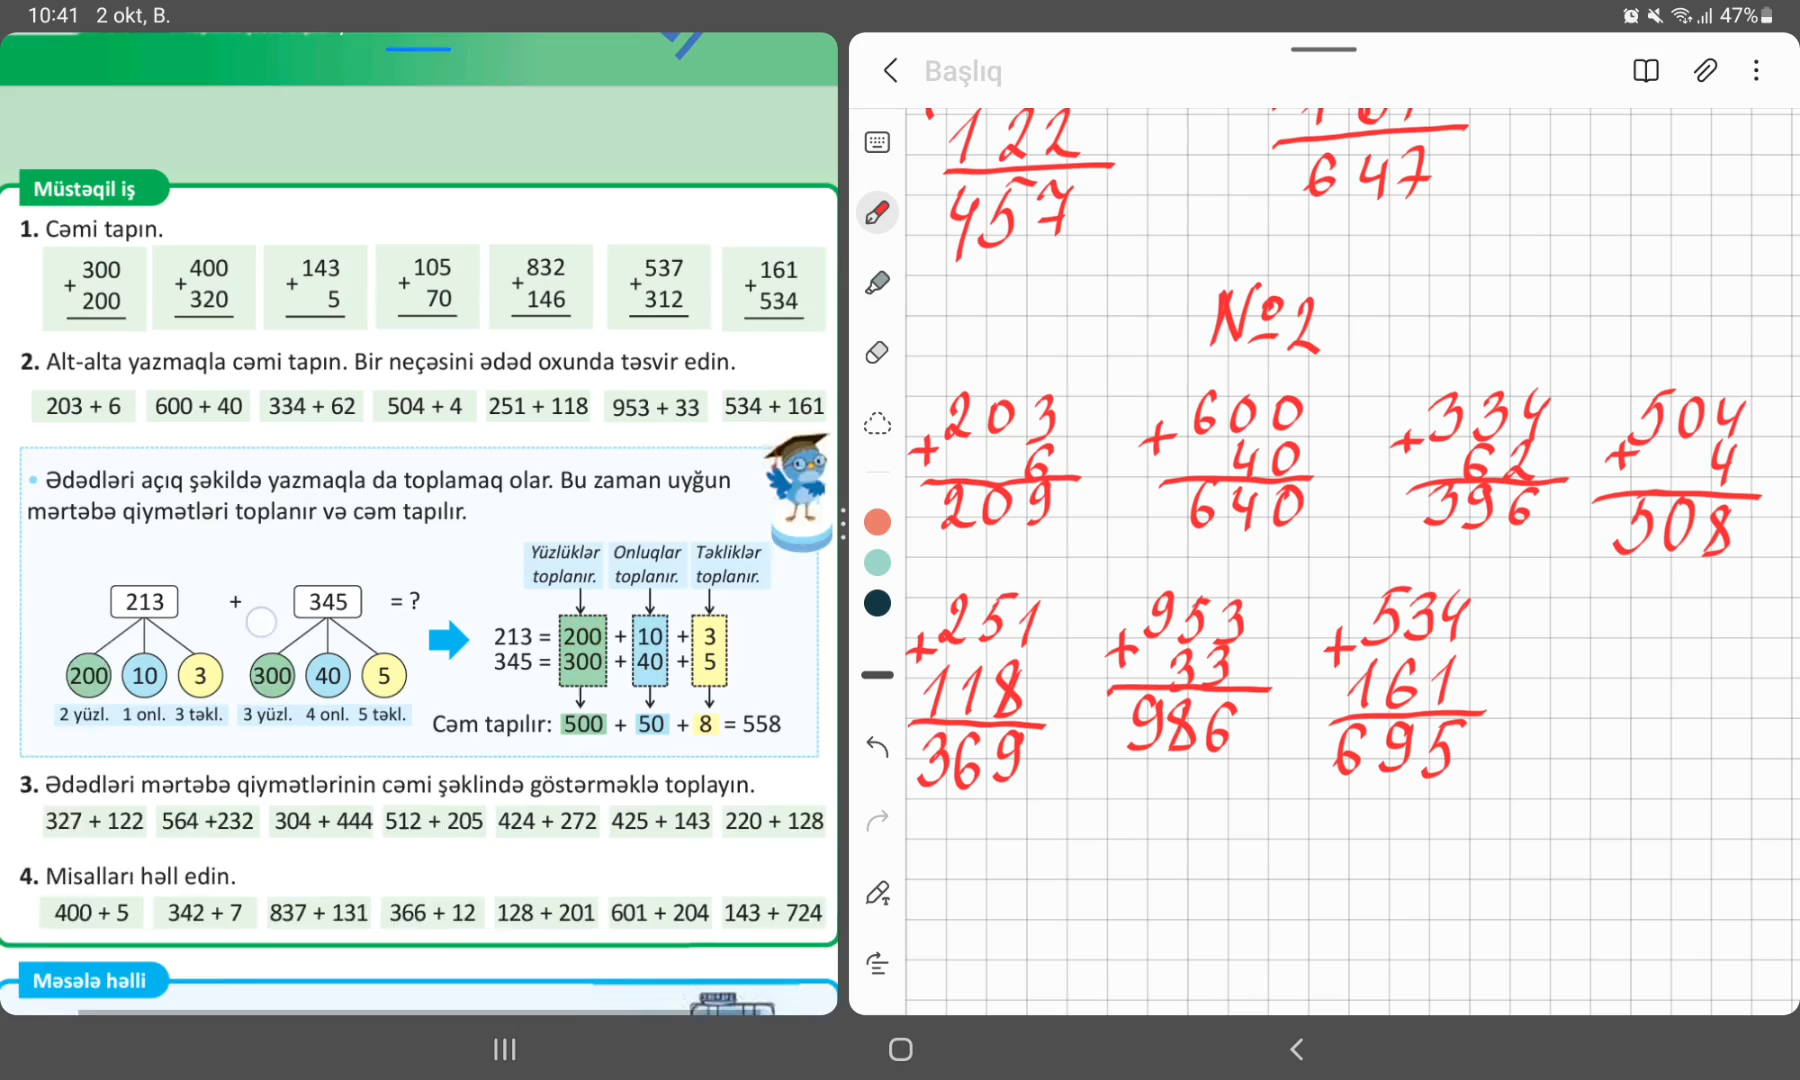 10:41 2 okt, B.
47%
Müstəqil iş
1. Cəmi tapın.
300 400 143 105 832 537 161
+ + + + + + +
200 320 5 70 146 312 534
2. Alt-alta yazmaqla cəmi tapın. Bir neçəsini ədəd oxunda təsvir edin.
203 + 6 600 + 40 334 + 62 504 + 4 251 + 118 953 + 33 534 + 161
• Ədədləri açıq şəkildə yazmaqla da toplamaq olar. Bu zaman uyğun
mərtəbə qiymətləri toplanır və cəm tapılır.
Yüzlüklər Onluqlar Təkliklər
toplanır. toplanır. toplanır.
213 + 345 = ?
200 10 3 300 40 5
2 yüzl. 1 onl. 3 təkl. 3 yüzl. 4 onl. 5 təkl.
213 = 200 + 10 + 3
345 = 300 + 40 + 5
Cəm tapılır: 500 + 50 + 8 = 558
3. Ədədləri mərtəbə qiymətlərinin cəmi şəklində göstərməklə toplayın.
327 + 122 564 +232 304 + 444 512 + 205 424 + 272 425 + 143 220 + 128
4. Misalları həll edin.
400 + 5 342 + 7 837 + 131 366 + 12 128 + 201 601 + 204 143 + 724
Məsələ həlli
Başlıq
122
457 647
№2
+203 +600 +334 +504
6 40 62 4
209 640 396 508
+251 +953 +534
118 33 161
369 986 695